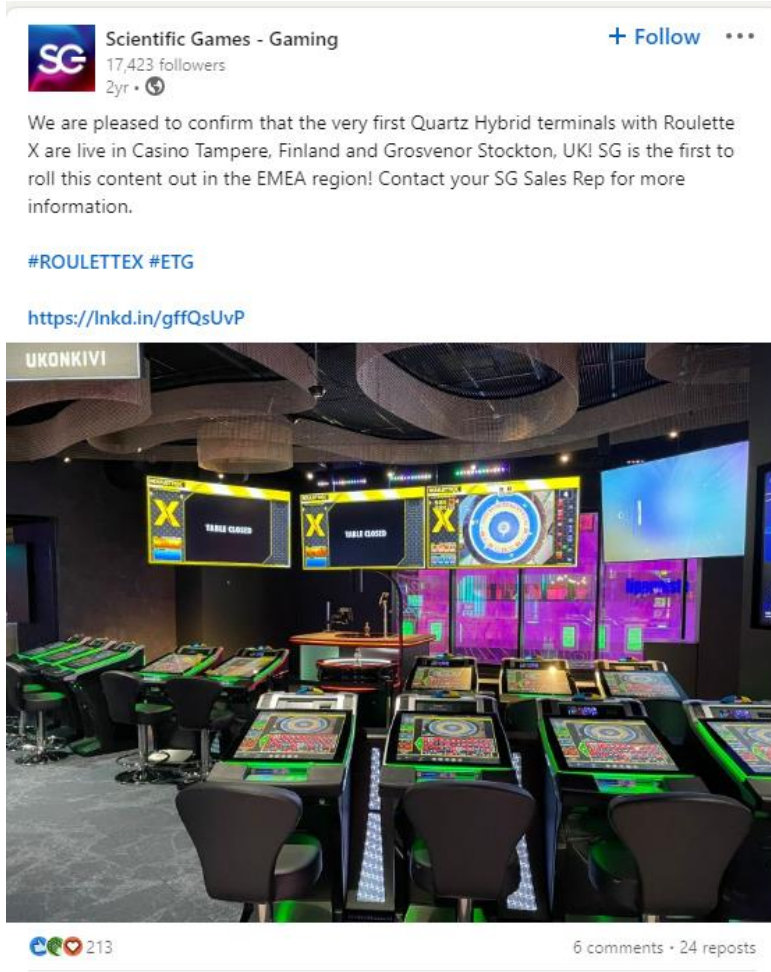 SG
Scientific Games - Gaming
+ Follow
17,423 followers
2yr •
We are pleased to confirm that the very first Quartz Hybrid terminals with Roulette
X are live in Casino Tampere, Finland and Grosvenor Stockton, UK! SG is the first to
roll this content out in the EMEA region! Contact your SG Sales Rep for more
information.
#ROULETTEX #ETG
https://lnkd.in/gffQsUvP
UKONKIVI
ROULETTEX
X
TABLE CLOSED
ROULETTEX
X
TABLE CLOSED
ROULETTEX
X
213
6 comments • 24 reposts